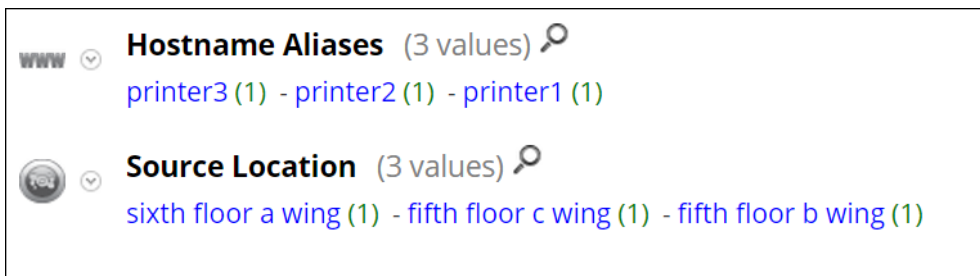 www Hostname Aliases (3 values)
printer3 (1) - printer2 (1) - printer1 (1)
Source Location (3 values)
sixth floor a wing (1) - fifth floor c wing (1) - fifth floor b wing (1)